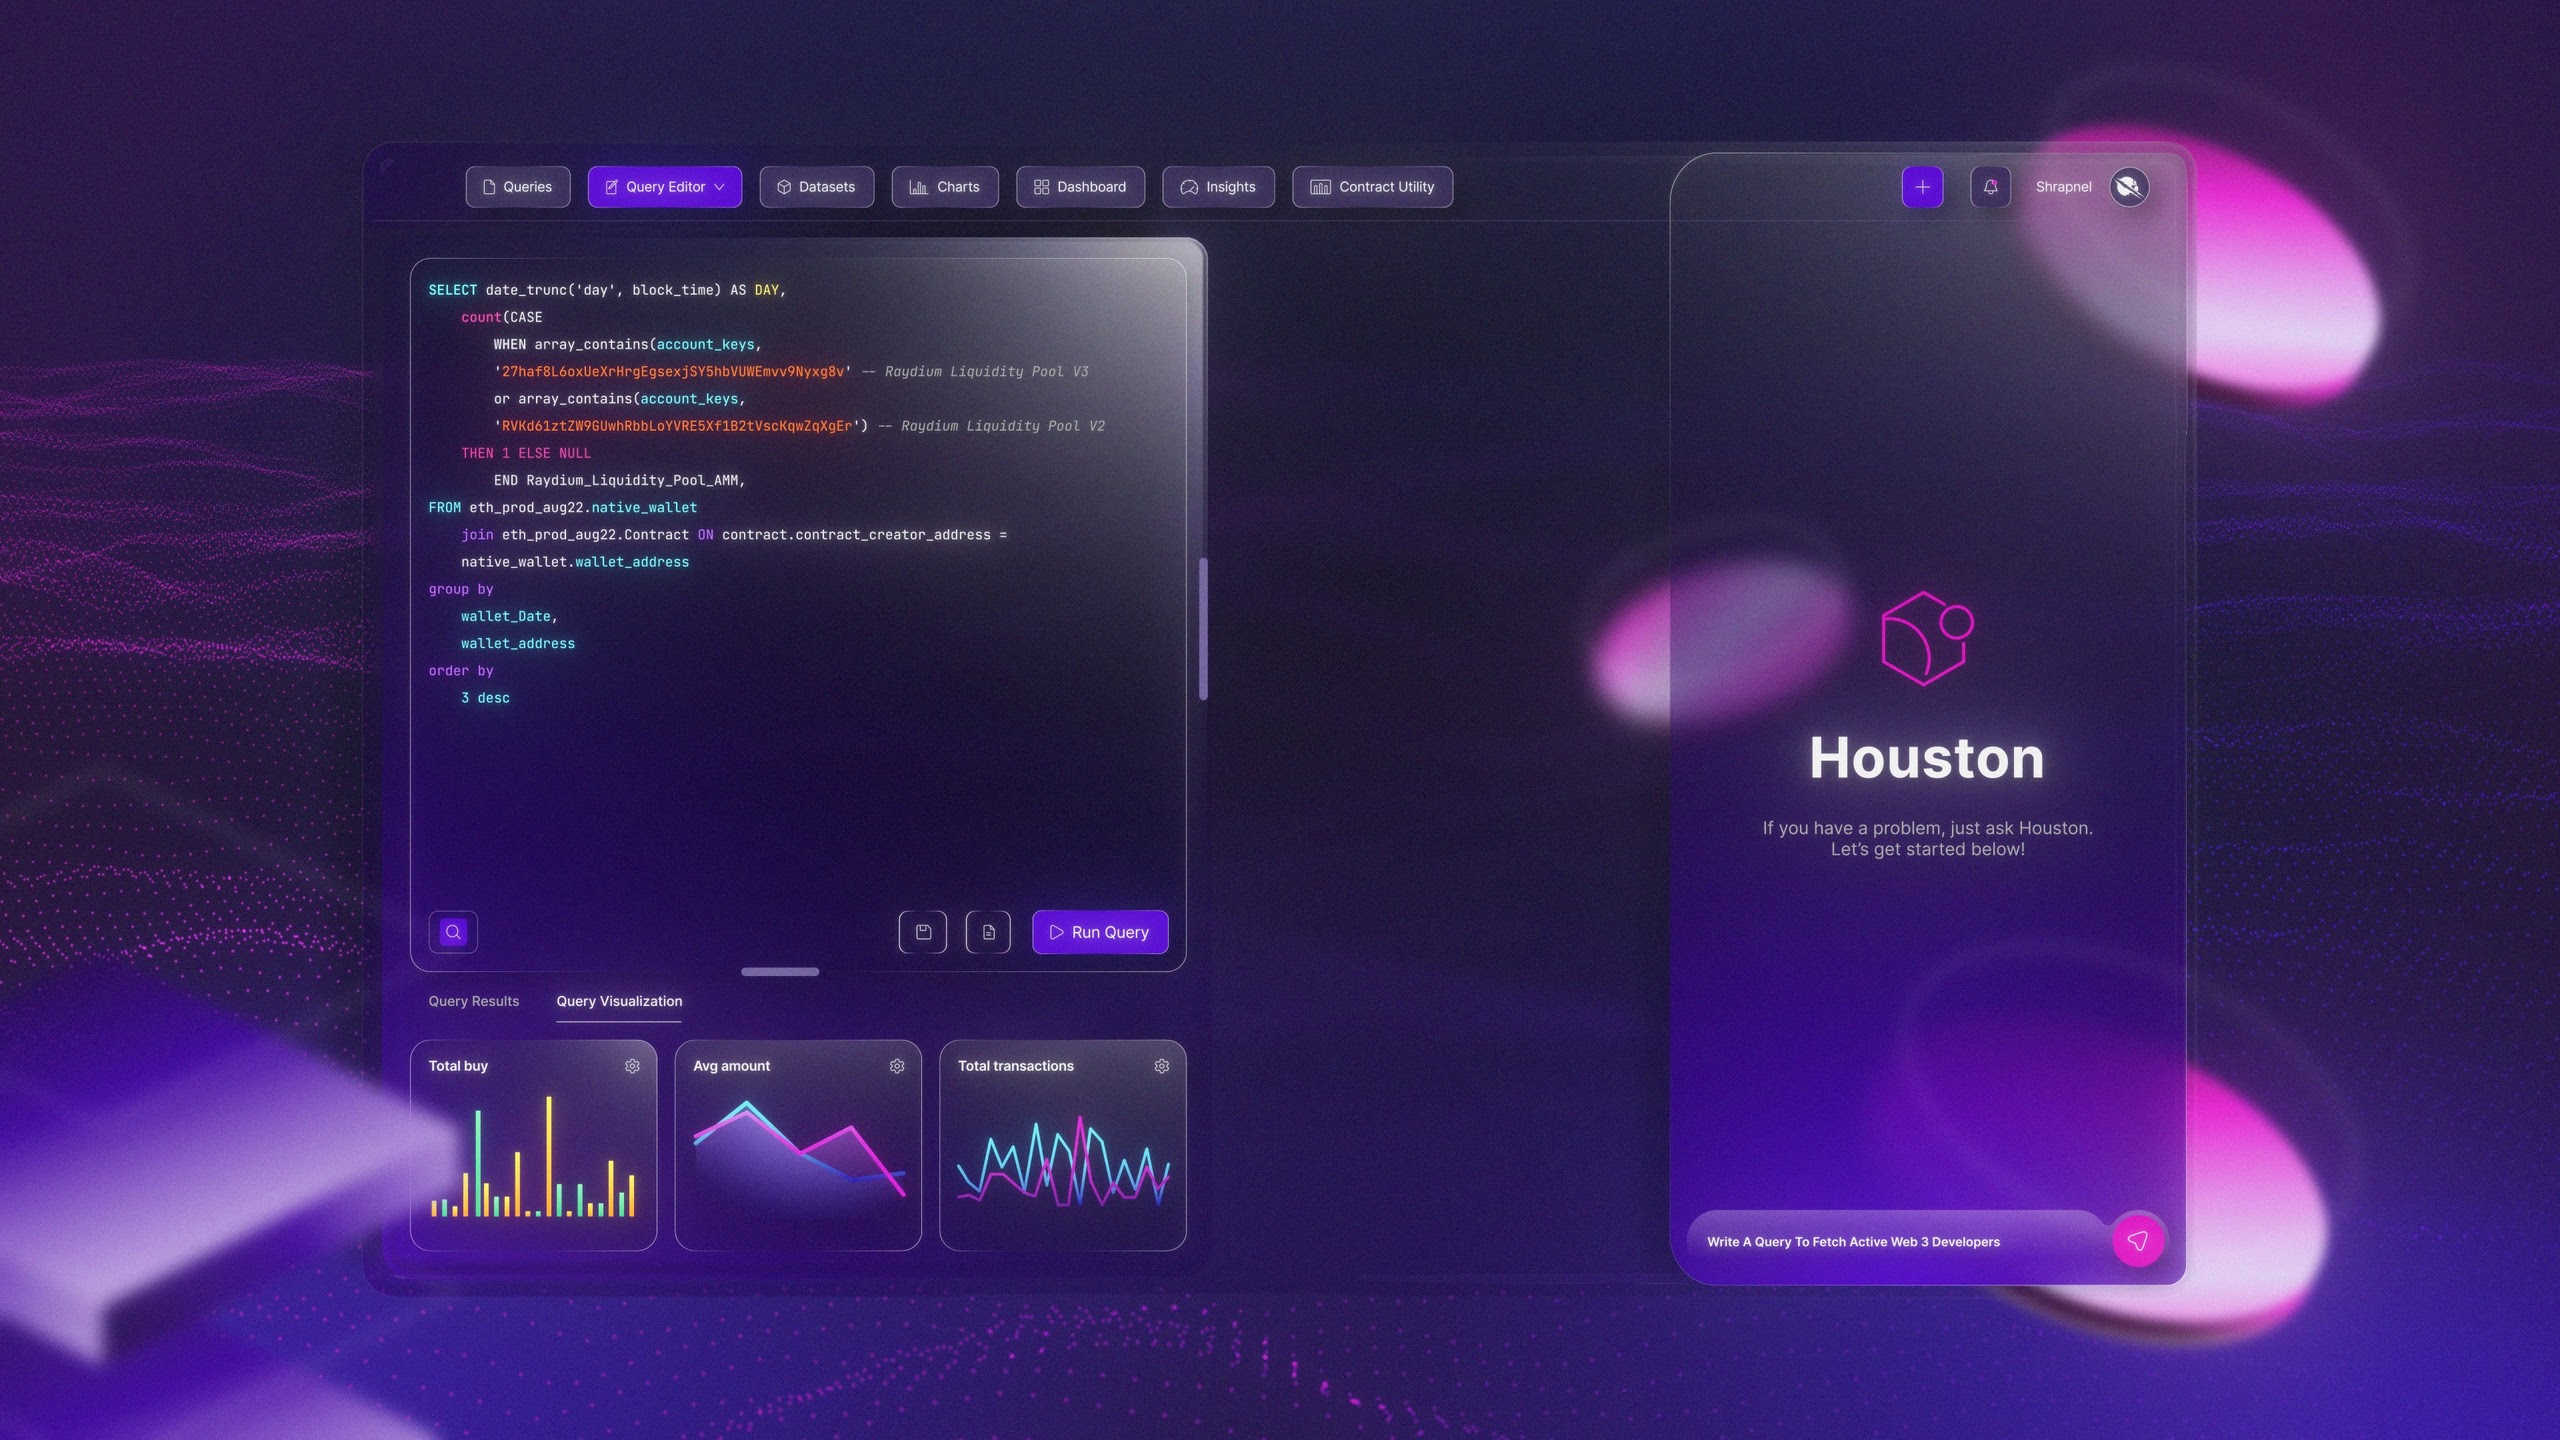 Queries
Query Editor
Datasets
Charts
Dashboard
Insights
Contract Utility
Shrapnel
SELECT date_trunc('day', block_time) AS DAY,
count(CASE
WHEN array_contains(account_keys,
'27haf8L6oxUeXrHrgEgsexjSY5hbVUWEmvv9Nyxg8v' -- Raydium Liquidity Pool V3
or array_contains(account_keys,
'RVKd61ztZW9GUwhRbbLoYVRE5Xf1B2tVscKqwZqXgEr') -- Raydium Liquidity Pool V2
THEN 1 ELSE NULL
END Raydium_Liquidity_Pool_AMM,
FROM eth_prod_aug22.native_wallet
join eth_prod_aug22.Contract ON contract.contract_creator_address =
native_wallet.wallet_address
group by
wallet_Date,
wallet_address
order by
3 desc
Run Query
Query Results
Query Visualization
Total buy
Avg amount
Total transactions
Houston
If you have a problem, just ask Houston.
Let's get started below!
Write A Query To Fetch Active Web 3 Developers